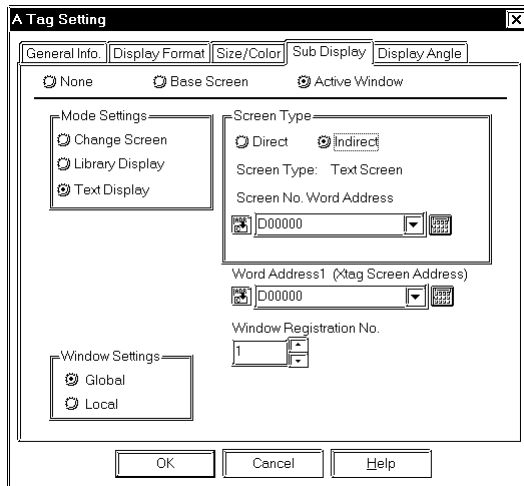 A Tag Setting
General Info. Display Format Size/Color Sub Display Display Angle
None Base Screen Active Window
Mode Settings
Change Screen
Library Display
Text Display
Screen Type
Direct Indirect
Screen Type: Text Screen
Screen No. Word Address
D00000
Word Address1 (Xtag Screen Address)
D00000
Window Registration No.
1
Window Settings
Global
Local
OK Cancel Help